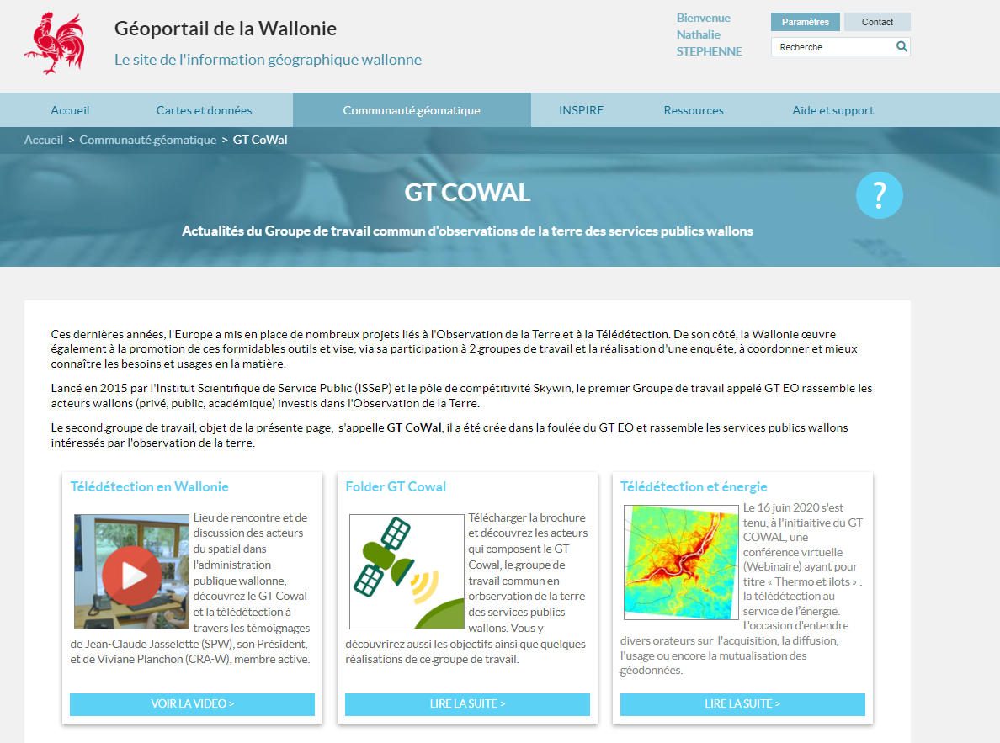 Géoportail de la Wallonie
Le site de l'information géographique wallonne
Bienvenue
Nathalie
STEPHENNE
Paramètres
Contact
Recherche
Accueil
Cartes et données
Communauté géomatique
INSPIRE
Ressources
Aide et support
Accueil > Communauté géomatique > GT CoWal
GT COWAL
?
Actualités du Groupe de travail commun d'observations de la terre des services publics wallons
Ces dernières années, l'Europe a mis en place de nombreux projets liés à l'Observation de la Terre et à la Télédétection. De son côté, la Wallonie œuvre
également à la promotion de ces formidables outils et vise, via sa participation à 2 groupes de travail et la réalisation d'une enquête, à coordonner et mieux
connaître les besoins et usages en la matière.
Lancé en 2015 par l'Institut Scientifique de Service Public (ISSeP) et le pôle de compétitivité Skywin, le premier Groupe de travail appelé GT EO rassemble les
acteurs wallons (privé, public, académique) investis dans l'Observation de la Terre.
Le second groupe de travail, objet de la présente page, s'appelle GT CoWal, il a été crée dans la foulée du GT EO et rassemble les services publics wallons
intéressés par l'observation de la terre.
Télédétection en Wallonie
Lieu de rencontre et de
discussion des acteurs
du spatial dans
l'administration
publique wallonne,
découvrez le GT Cowal
et la télédétection à
travers les témoignages
de Jean-Claude Jasselette (SPW), son Président,
et de Viviane Planchon (CRA-W), membre active.
VOIR LA VIDEO >
Folder GT Cowal
Télécharger la brochure
et découvrez les acteurs
qui composent le GT
Cowal, le groupe de
travail commun en
orbservation de la terre
des services publics
wallons. Vous y
découvrirez aussi les objectifs ainsi que quelques
réalisations de ce groupe de travail.
LIRE LA SUITE >
Télédétection et énergie
Le 16 juin 2020 s'est
tenu, à l'initiaitive du GT
COWAL, une
conférence virtuelle
(Webinaire) ayant pour
titre « Thermo et ilots » :
la télédétection au
service de l'énergie.
L'occasion d'entendre
divers orateurs sur l'acquisition, la diffusion,
l'usage ou encore la mutualisation des
géodonnées.
LIRE LA SUITE >